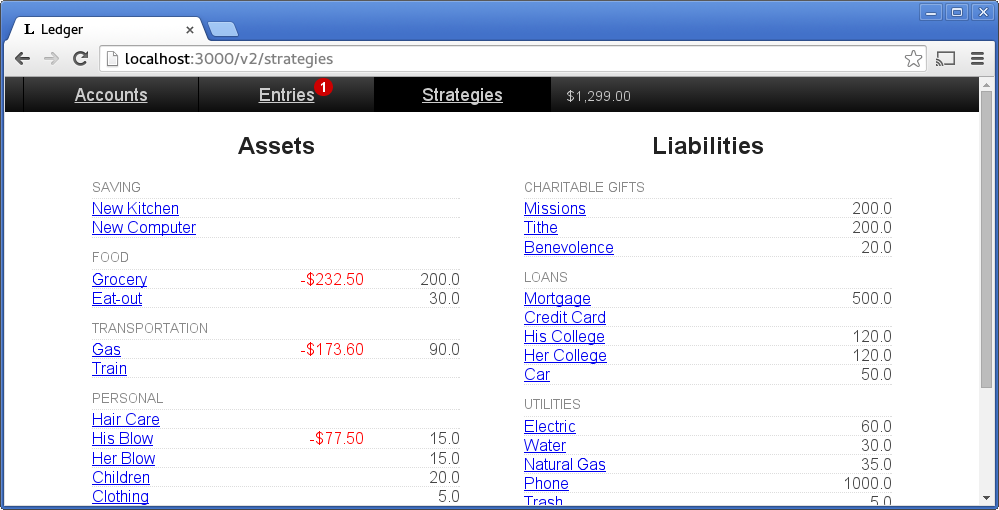 L Ledger
localhost:3000/v2/strategies
Accounts Entries 1 Strategies $1,299.00
Assets
SAVING
New Kitchen
New Computer
FOOD
Grocery -$232.50 200.0
Eat-out 30.0
TRANSPORTATION
Gas -$173.60 90.0
Train
PERSONAL
Hair Care
His Blow -$77.50 15.0
Her Blow 15.0
Children 20.0
Clothing 5.0
Liabilities
CHARITABLE GIFTS
Missions 200.0
Tithe 200.0
Benevolence 20.0
LOANS
Mortgage 500.0
Credit Card
His College 120.0
Her College 120.0
Car 50.0
UTILITIES
Electric 60.0
Water 30.0
Natural Gas 35.0
Phone 1000.0
Trash 5.0